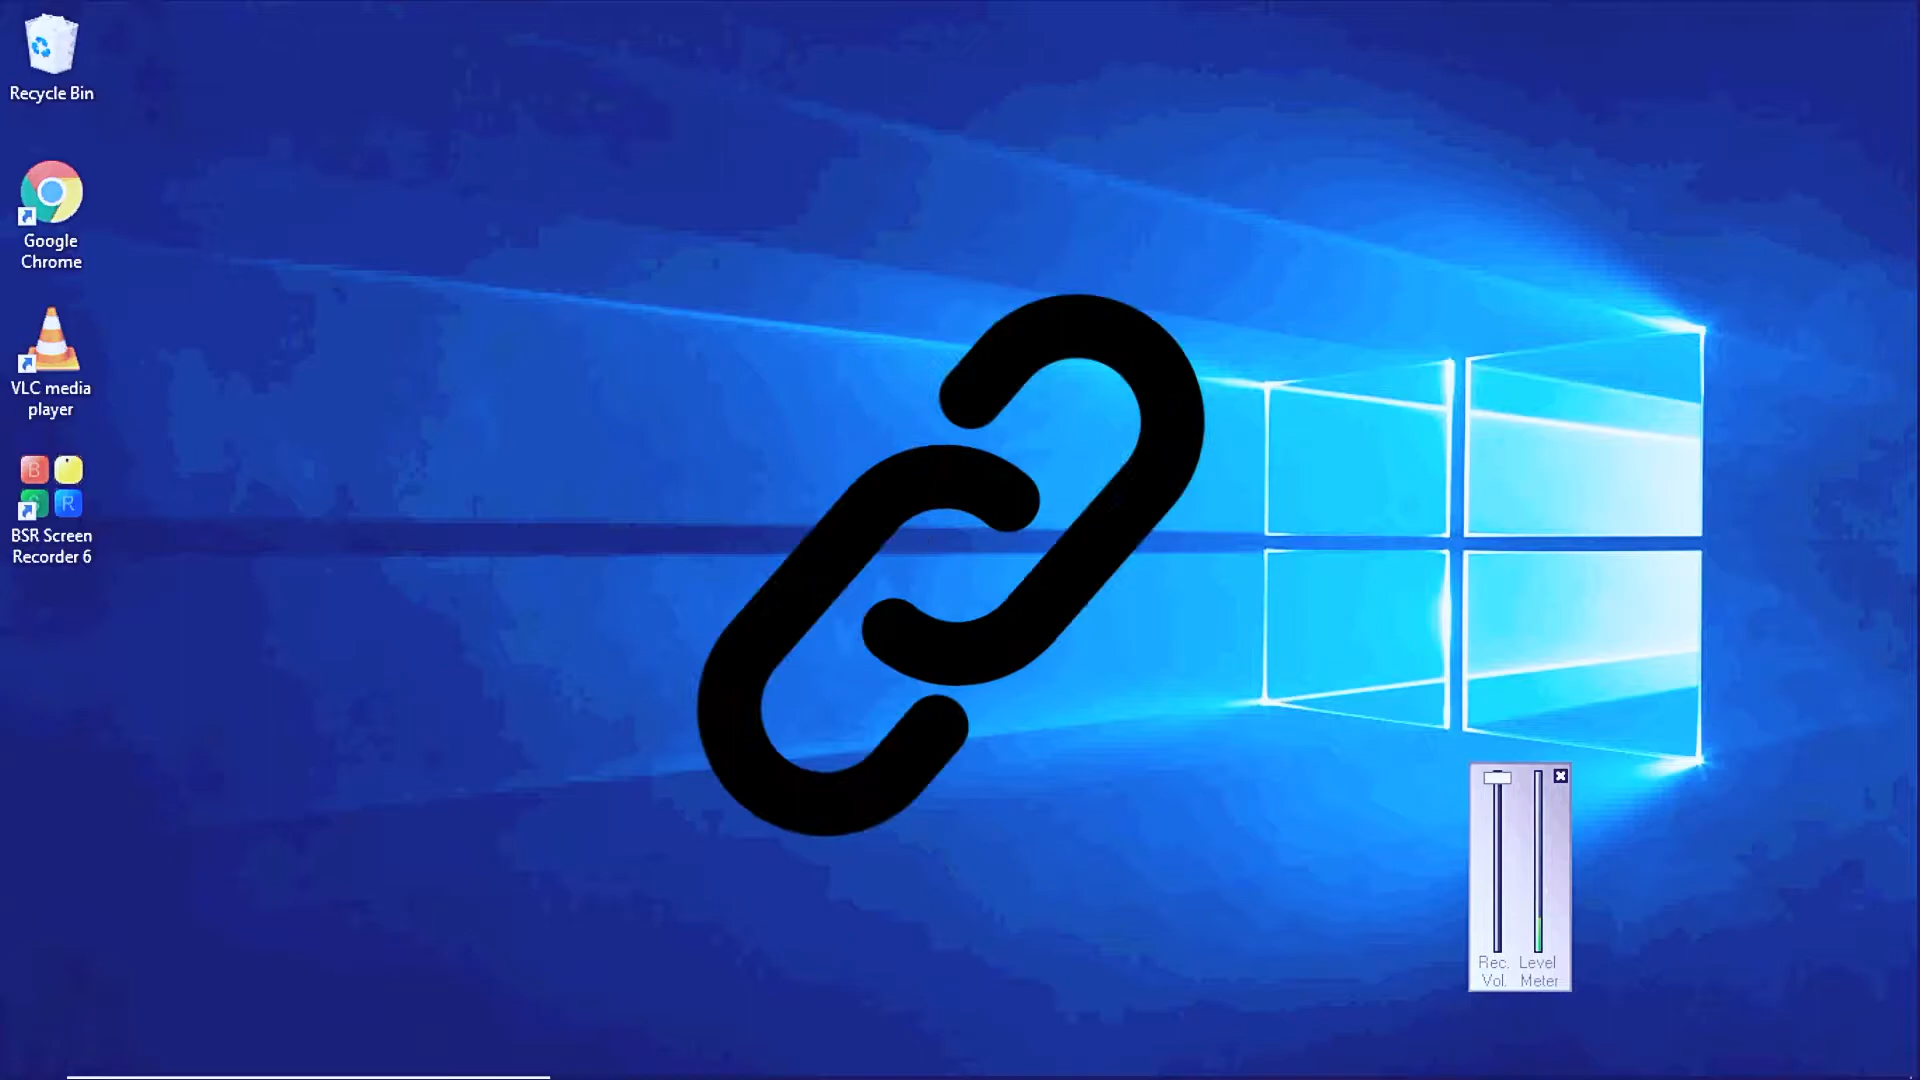 Recycle Bin
Google
Chrome
VLC media
player
B
S
R
BSR Screen
Recorder 6
Rec. Level
Vol. Meter